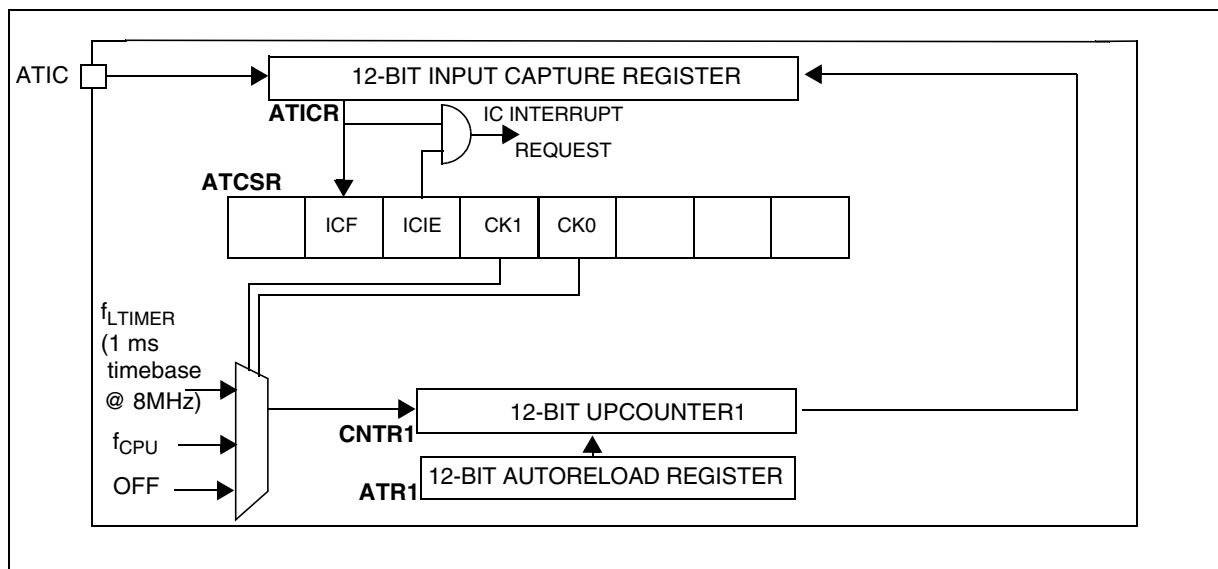 ATIC
12-BIT INPUT CAPTURE REGISTER
ATICR
IC INTERRUPT
REQUEST
ATCSR
ICF
ICIE
CK1
CK0
fLTIMER
(1 ms
timebase
@ 8MHz)
fCPU
OFF
12-BIT UPCOUNTER1
CNTR1
12-BIT AUTORELOAD REGISTER
ATR1